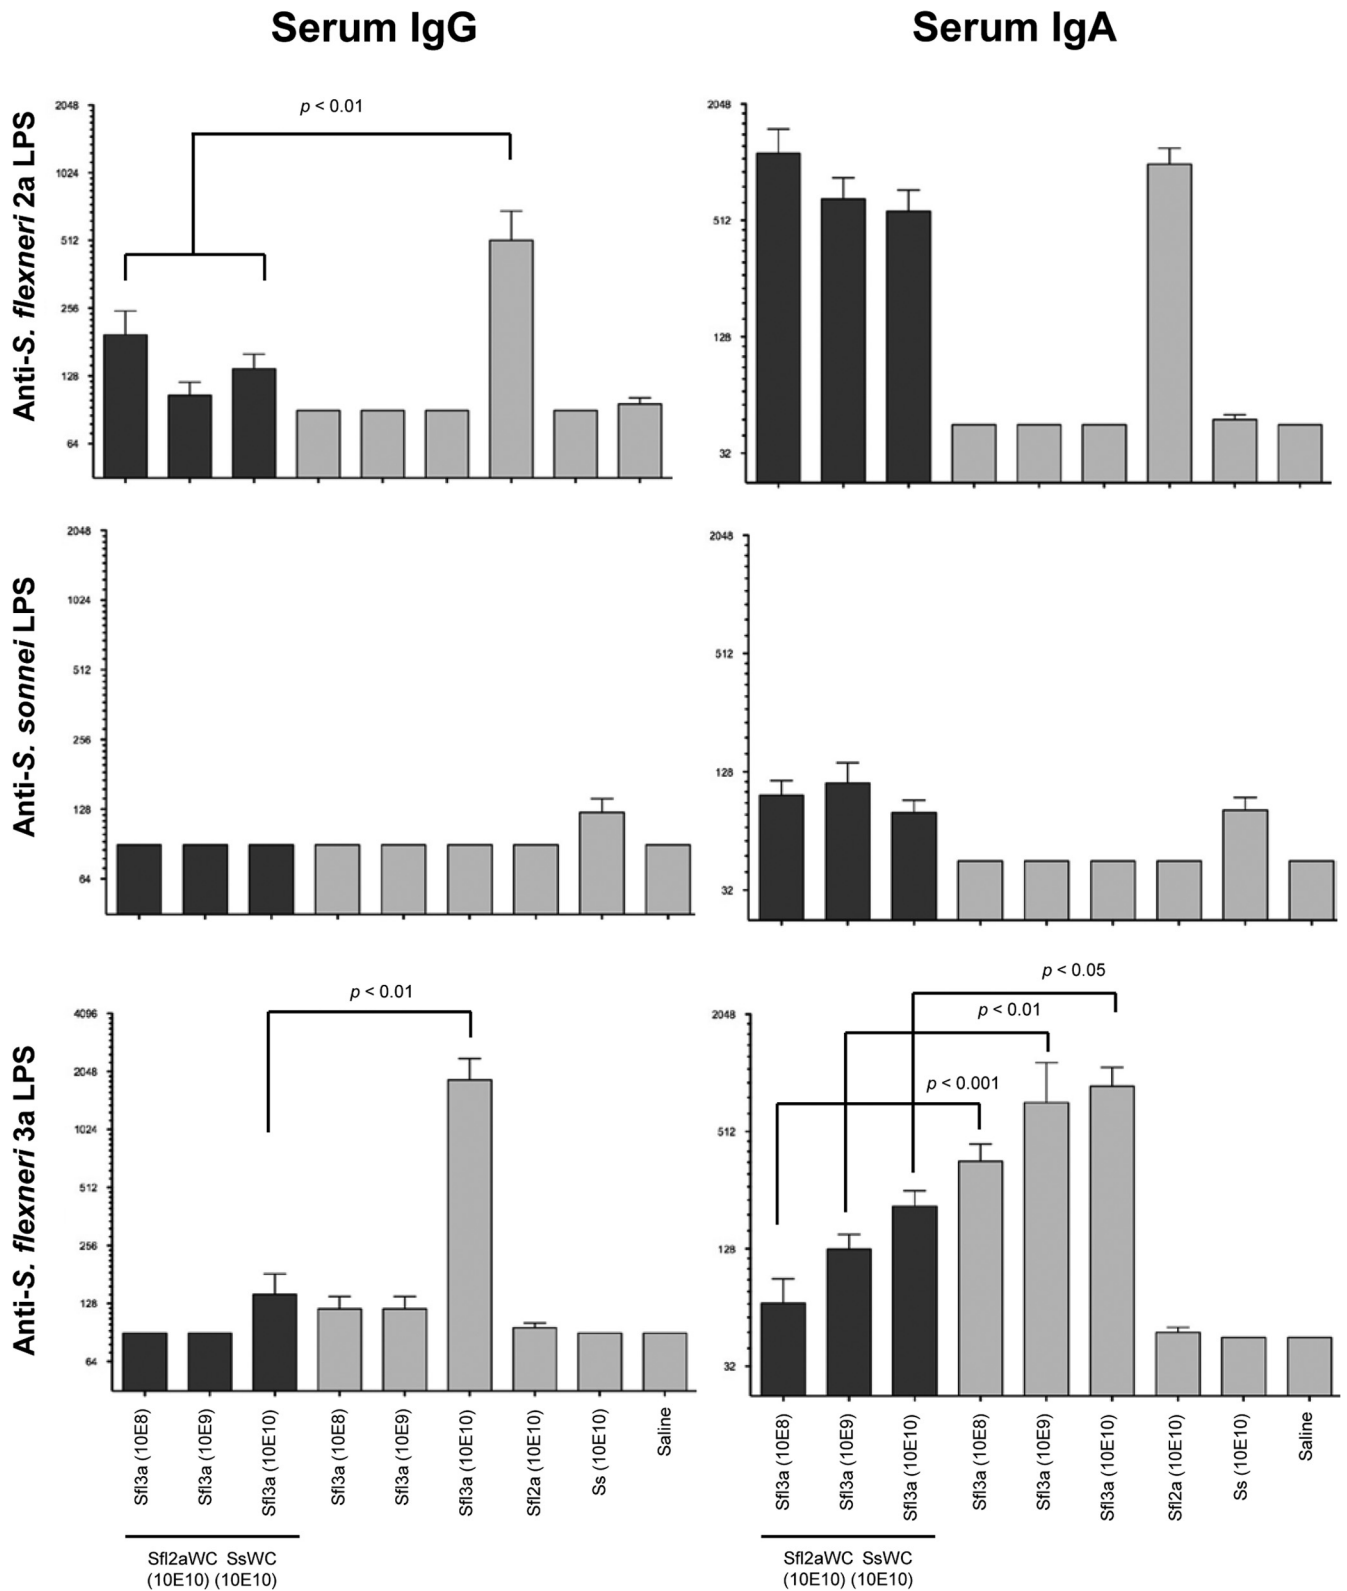 Serum IgG
Serum IgA
Anti-S. flexneri 2a LPS
2048
1024
512
256
128
64
p < 0.01
2048
512
128
32
Anti-S. sonnei LPS
2048
1024
512
256
128
64
2048
512
128
32
Anti-S. flexneri 3a LPS
4096
2048
1024
512
256
128
64
p < 0.01
2048
512
128
32
p < 0.05
p < 0.01
p < 0.001
Sfl3a (10E8)
Sfl3a (10E9)
Sfl3a (10E10)
Sfl3a (10E8)
Sfl3a (10E9)
Sfl3a (10E10)
Sfl2a (10E10)
Ss (10E10)
Saline
Sfl2aWC SsWC
(10E10) (10E10)
Sfl3a (10E8)
Sfl3a (10E9)
Sfl3a (10E10)
Sfl3a (10E8)
Sfl3a (10E9)
Sfl3a (10E10)
Sfl2a (10E10)
Ss (10E10)
Saline
Sfl2aWC SsWC
(10E10) (10E10)